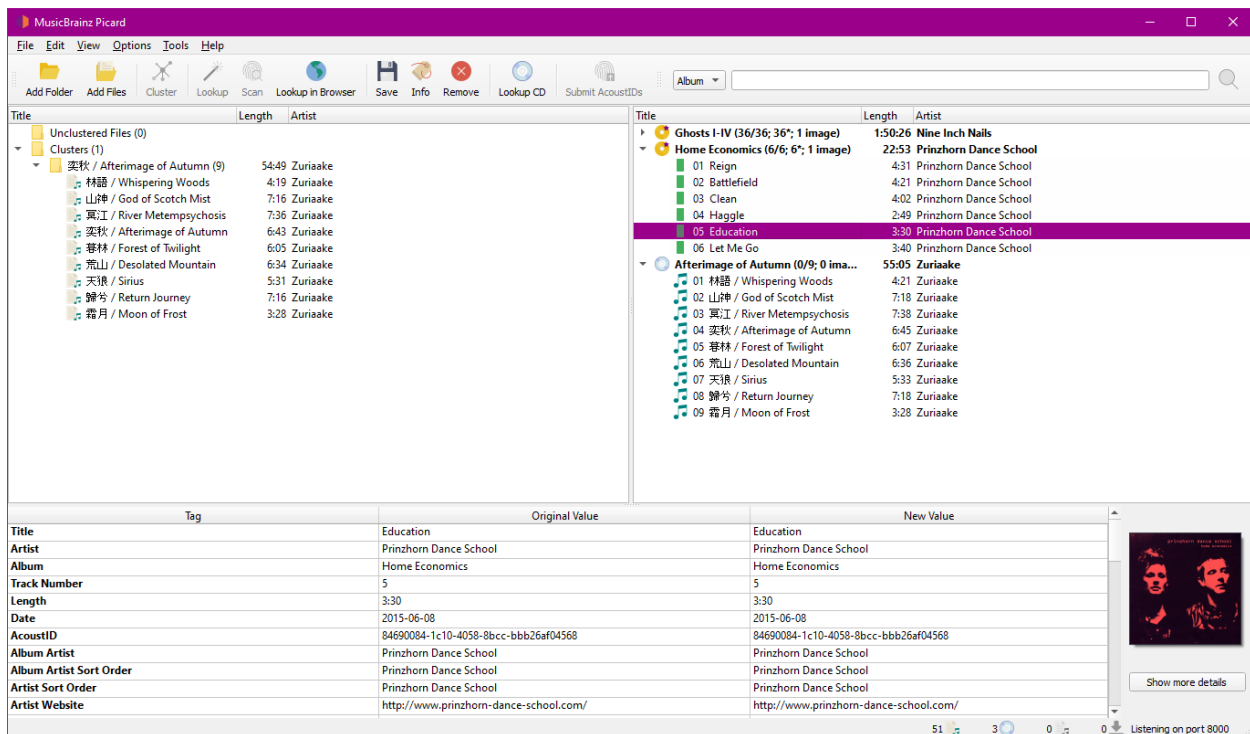 MusicBrainz Picard
File Edit View Options Tools Help
Add Folder Add Files Cluster Lookup Scan Lookup in Browser Save Info Remove Lookup CD Submit AcoustIDs Album
Title Length Artist
Unclustered Files (0)
Clusters (1)
奕秋 / Afterimage of Autumn (9) 54:49 Zuriaake
林語 / Whispering Woods 4:19 Zuriaake
山神 / God of Scotch Mist 7:16 Zuriaake
冥江 / River Metempsychosis 7:36 Zuriaake
奕秋 / Afterimage of Autumn 6:43 Zuriaake
暮林 / Forest of Twilight 6:05 Zuriaake
荒山 / Desolated Mountain 6:34 Zuriaake
天狼 / Sirius 5:31 Zuriaake
歸兮 / Return Journey 7:16 Zuriaake
霜月 / Moon of Frost 3:28 Zuriaake
Title Length Artist
Ghosts I-IV (36/36; 36*; 1 image) 1:50:26 Nine Inch Nails
Home Economics (6/6; 6*; 1 image) 22:53 Prinzhorn Dance School
01 Reign 4:31 Prinzhorn Dance School
02 Battlefield 4:21 Prinzhorn Dance School
03 Clean 4:02 Prinzhorn Dance School
04 Haggle 2:49 Prinzhorn Dance School
05 Education 3:30 Prinzhorn Dance School
06 Let Me Go 3:40 Prinzhorn Dance School
Afterimage of Autumn (0/9; 0 ima... 55:05 Zuriaake
01 林語 / Whispering Woods 4:21 Zuriaake
02 山神 / God of Scotch Mist 7:18 Zuriaake
03 冥江 / River Metempsychosis 7:38 Zuriaake
04 奕秋 / Afterimage of Autumn 6:45 Zuriaake
05 暮林 / Forest of Twilight 6:07 Zuriaake
06 荒山 / Desolated Mountain 6:36 Zuriaake
07 天狼 / Sirius 5:33 Zuriaake
08 歸兮 / Return Journey 7:18 Zuriaake
09 霜月 / Moon of Frost 3:28 Zuriaake
Tag Original Value New Value
Title Education Education
Artist Prinzhorn Dance School Prinzhorn Dance School
Album Home Economics Home Economics
Track Number 5 5
Length 3:30 3:30
Date 2015-06-08 2015-06-08
AcoustID 84690084-1c10-4058-8bcc-bbb26af04568 84690084-1c10-4058-8bcc-bbb26af04568
Album Artist Prinzhorn Dance School Prinzhorn Dance School
Album Artist Sort Order Prinzhorn Dance School Prinzhorn Dance School
Artist Sort Order Prinzhorn Dance School Prinzhorn Dance School
Artist Website http://www.prinzhorn-dance-school.com/ http://www.prinzhorn-dance-school.com/
prinzhorn dance school
home economics
Show more details
51 3 0 0 Listening on port 8000